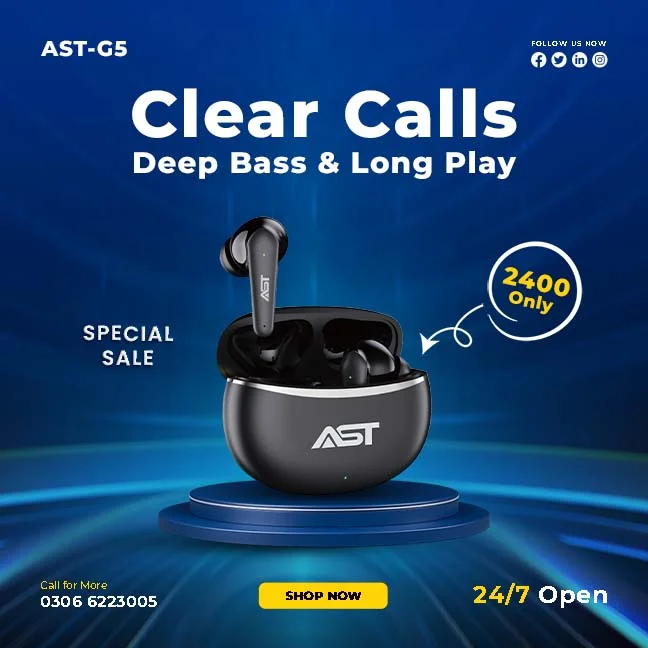 AST-G5
FOLLOW US NOW
Clear Calls
Deep Bass & Long Play
2400
Only
SPECIAL
SALE
AST
AST
Call for More
0306 6223005
SHOP NOW
24/7 Open